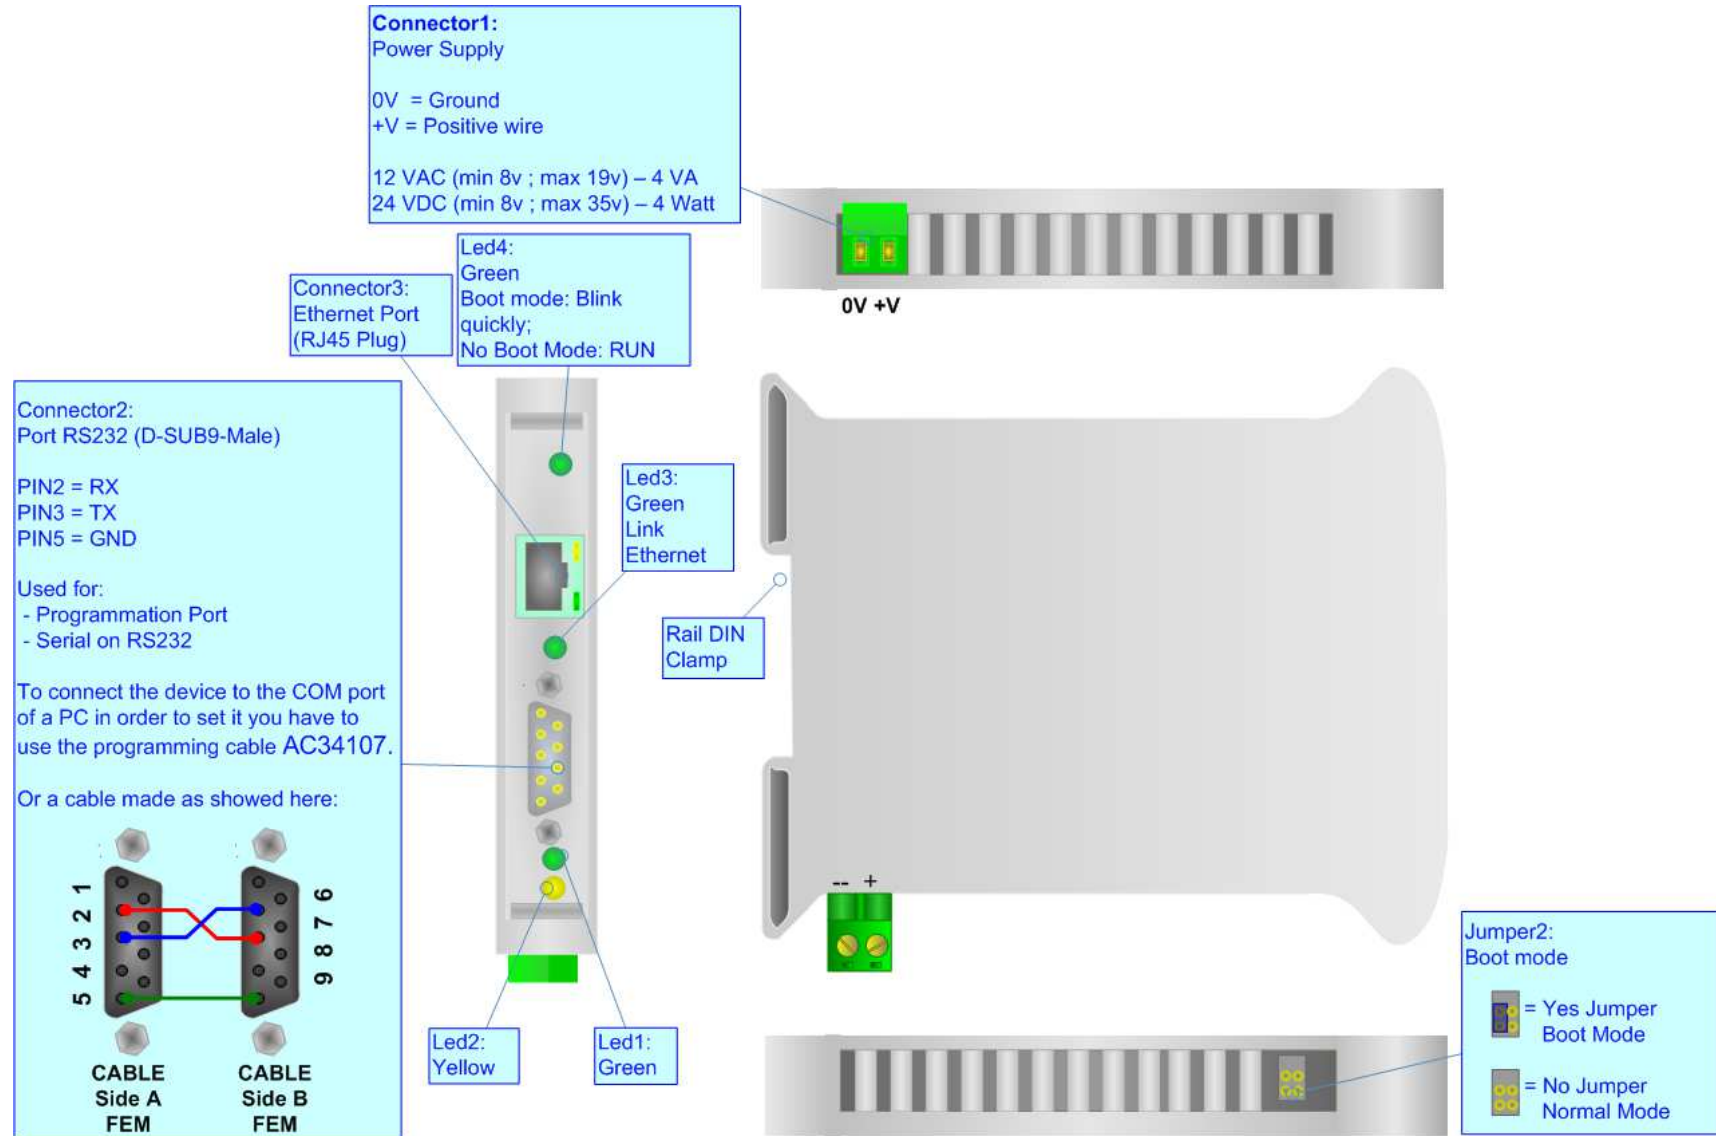 Connector1:
Power Supply
0V = Ground
+V = Positive wire
12 VAC (min 8v ; max 19v) – 4 VA
24 VDC (min 8v ; max 35v) – 4 Watt
0V +V
Led4:
Green
Boot mode: Blink
quickly;
No Boot Mode: RUN
Connector3:
Ethernet Port
(RJ45 Plug)
Connector2:
Port RS232 (D-SUB9-Male)
PIN2 = RX
PIN3 = TX
PIN5 = GND
Used for:
- Programmation Port
- Serial on RS232
To connect the device to the COM port
of a PC in order to set it you have to
use the programming cable AC34107.
Or a cable made as showed here:
1
2
3
4
5
6
7
8
9
CABLE
Side A
FEM
CABLE
Side B
FEM
Led3:
Green
Link
Ethernet
Rail DIN
Clamp
-- +
Led2:
Yellow
Led1:
Green
Jumper2:
Boot mode
= Yes Jumper
Boot Mode
= No Jumper
Normal Mode